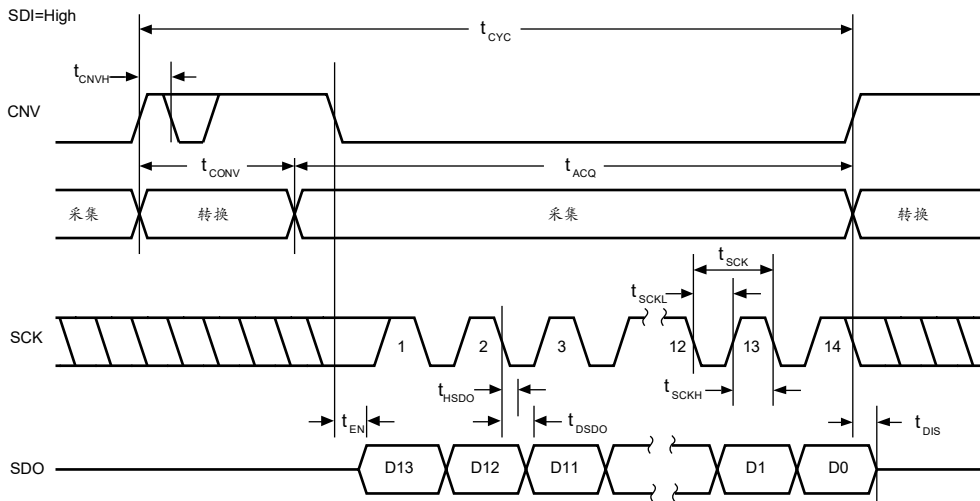 SDI=High
tCYC
tCNVH
CNV
tCONV
tACQ
采集
转换
采集
转换
tSCK
tSCKL
SCK
1
2
3
12
13
14
tHSDO
tSCKH
tEN
tDSDO
tDIS
SDO
D13
D12
D11
D1
D0